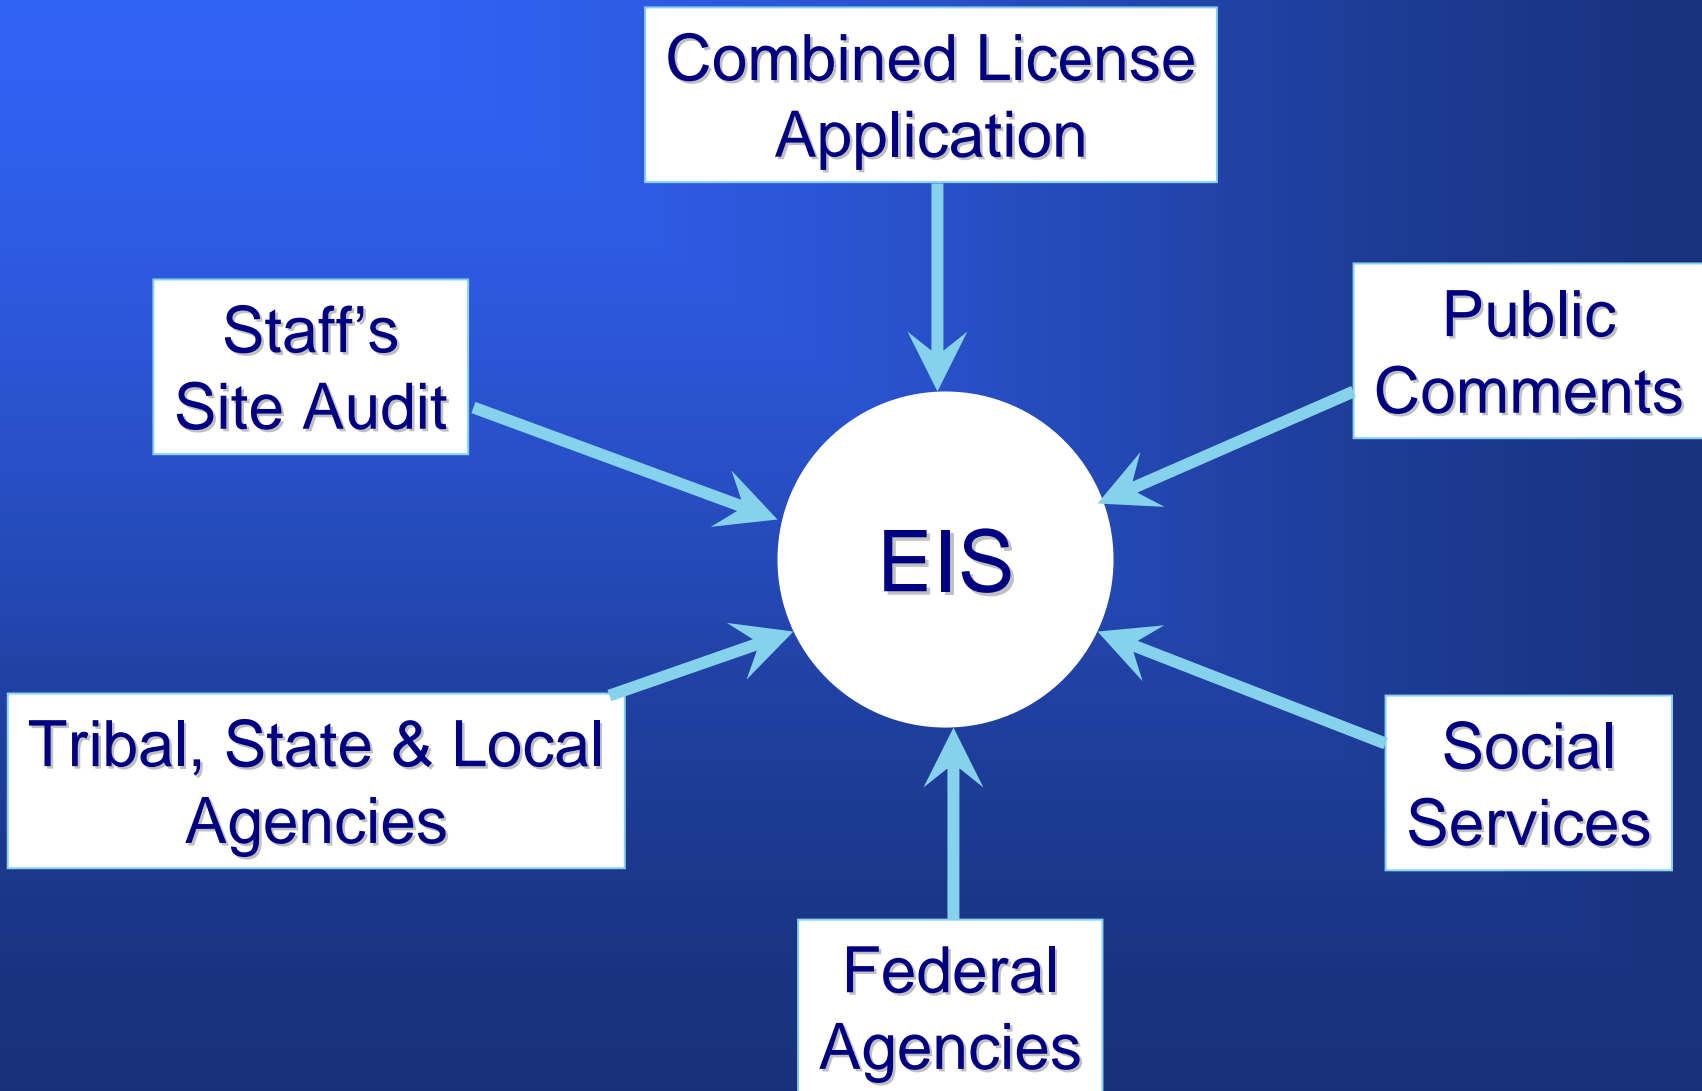 Combined License
Application
Staff’s
Site Audit
Public
Comments
EIS
Tribal, State & Local
Agencies
Social
Services
Federal
Agencies